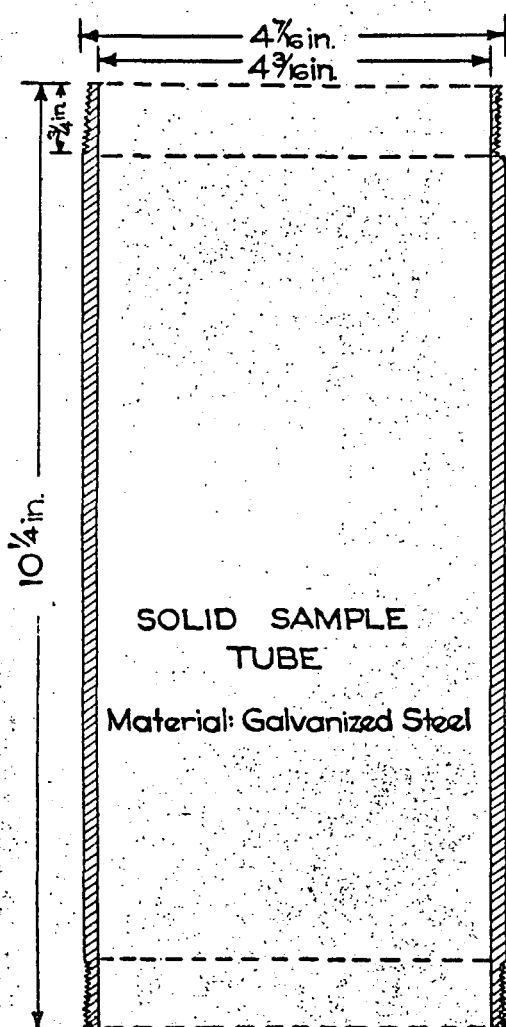 4 7/16 in.
4 3/16 in.
3/4 in.
10 1/4 in.
SOLID SAMPLE
TUBE
Material: Galvanized Steel